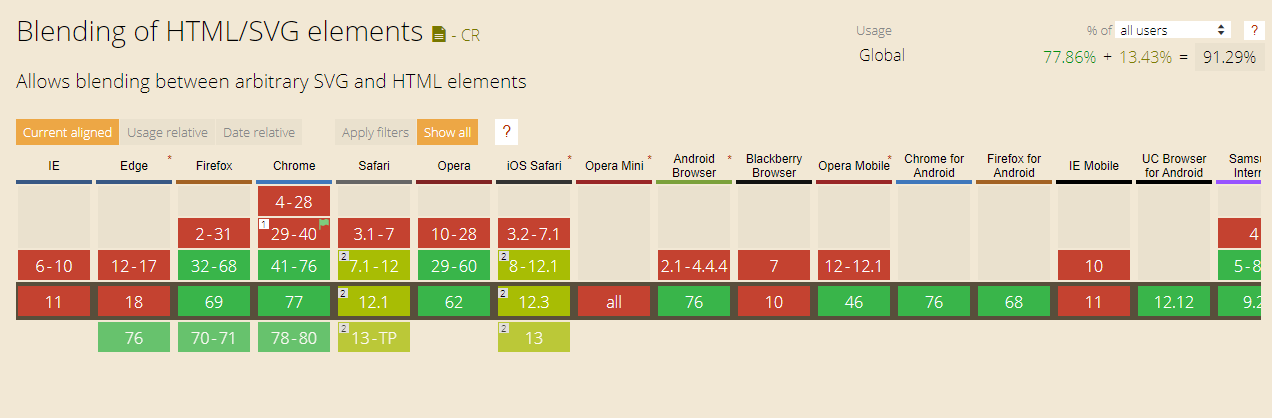 Blending of HTML/SVG elements - CR
Usage % of all users ?
Global 77.86% + 13.43% = 91.29%
Allows blending between arbitrary SVG and HTML elements
Current aligned Usage relative Date relative Apply filters Show all ?
IE Edge * Firefox Chrome Safari Opera iOS Safari * Opera Mini * Android Browser * Blackberry Browser Opera Mobile * Chrome for Android Firefox for Android IE Mobile UC Browser for Android Samsu Intern
4-28
2-31 1 29-40 3.1-7 10-28 3.2-7.1 4
6-10 12-17 32-68 41-76 2 7.1-12 29-60 2 8-12.1 2.1-4.4.4 7 12-12.1 10 5-8
11 18 69 77 2 12.1 62 2 12.3 all 76 10 46 76 68 11 12.12 9.2
76 70-71 78-80 2 13-TP 2 13